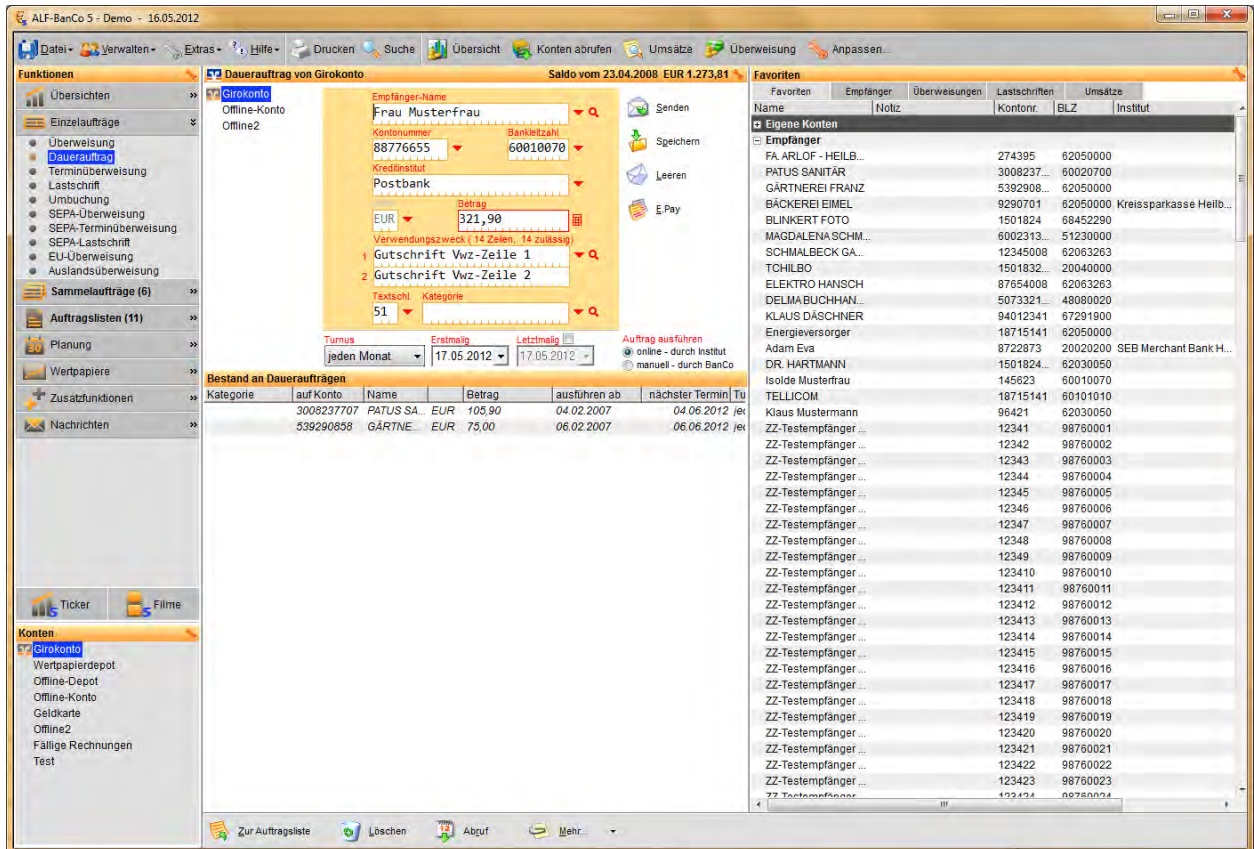 ALF-BanCo 5 - Demo - 16.05.2012
Datei Verwalten Extras Hilfe Drucken Suche Übersicht Konten abrufen Umsätze Überweisung Anpassen...
Funktionen
Übersichten
Einzelaufträge
Überweisung
Dauerauftrag
Terminüberweisung
Lastschrift
Umbuchung
SEPA-Überweisung
SEPA-Terminüberweisung
SEPA-Lastschrift
EU-Überweisung
Auslandsüberweisung
Sammelaufträge (6)
Auftragslisten (11)
Planung
Wertpapiere
Zusatzfunktionen
Nachrichten
Ticker Filme
Konten
Girokonto
Wertpapierdepot
Offline-Depot
Offline-Konto
Geldkarte
Offline2
Fällige Rechnungen
Test
Dauerauftrag von Girokonto Saldo vom 23.04.2008 EUR 1.273,81
Girokonto
Offline-Konto
Offline2
Empfänger-Name
Frau Musterfrau
Kontonummer Bankleitzahl
88776655 60010070
Kreditinstitut
Postbank
Betrag
EUR 321,90
Verwendungszweck ( 14 Zeilen, 14 zulässig)
1 Gutschrift Vwz-Zeile 1
2 Gutschrift Vwz-Zeile 2
Textschl. Kategorie
51
Senden
Speichern
Leeren
E.Pay
Turnus Erstmalig Letztmalig Auftrag ausführen
jeden Monat 17.05.2012 17.05.2012
online - durch Institut
manuell - durch BanCo
Bestand an Daueraufträgen
Kategorie auf Konto Name Betrag ausführen ab nächster Termin Tu
3008237707 PATUS SA... EUR 105,90 04.02.2007 04.06.2012 jed
539290858 GÄRTNE... EUR 75,00 06.02.2007 06.06.2012 jed
Zur Auftragsliste Löschen Abruf Mehr...
Favoriten
Favoriten Empfänger Überweisungen Lastschriften Umsätze
Name Notiz Kontonr. BLZ Institut
Eigene Konten
Empfänger
FA. ARLOF - HEILB... 274395 62050000
PATUS SANITÄR 3008237... 60020700
GÄRTNEREI FRANZ 5392908... 62050000
BÄCKEREI EIMEL 9290701 62050000 Kreissparkasse Heilb...
BLINKERT FOTO 1501824 68452290
MAGDALENA SCHM... 6002313... 51230000
SCHMALBECK GA... 12345008 62063263
TCHILBO 1501832... 20040000
ELEKTRO HANSCH 87654008 62063263
DELMA BUCHHAN... 5073321... 48080020
KLAUS DÄSCHNER 94012341 67291900
Energieversorger 18715141 62050000
Adam Eva 8722873 20020200 SEB Merchant Bank H...
DR. HARTMANN 1501824... 62030050
Isolde Musterfrau 145623 60010070
TELLICOM 18715141 60101010
Klaus Mustermann 96421 62030050
ZZ-Testempfänger ... 12341 98760001
ZZ-Testempfänger ... 12342 98760002
ZZ-Testempfänger ... 12343 98760003
ZZ-Testempfänger ... 12344 98760004
ZZ-Testempfänger ... 12345 98760005
ZZ-Testempfänger ... 12346 98760006
ZZ-Testempfänger ... 12347 98760007
ZZ-Testempfänger ... 12348 98760008
ZZ-Testempfänger ... 12349 98760009
ZZ-Testempfänger ... 123410 98760010
ZZ-Testempfänger ... 123411 98760011
ZZ-Testempfänger ... 123412 98760012
ZZ-Testempfänger ... 123413 98760013
ZZ-Testempfänger ... 123414 98760014
ZZ-Testempfänger ... 123415 98760015
ZZ-Testempfänger ... 123416 98760016
ZZ-Testempfänger ... 123417 98760017
ZZ-Testempfänger ... 123418 98760018
ZZ-Testempfänger ... 123419 98760019
ZZ-Testempfänger ... 123420 98760020
ZZ-Testempfänger ... 123421 98760021
ZZ-Testempfänger ... 123422 98760022
ZZ-Testempfänger ... 123423 98760023
ZZ-Testempfänger ... 123424 98760024